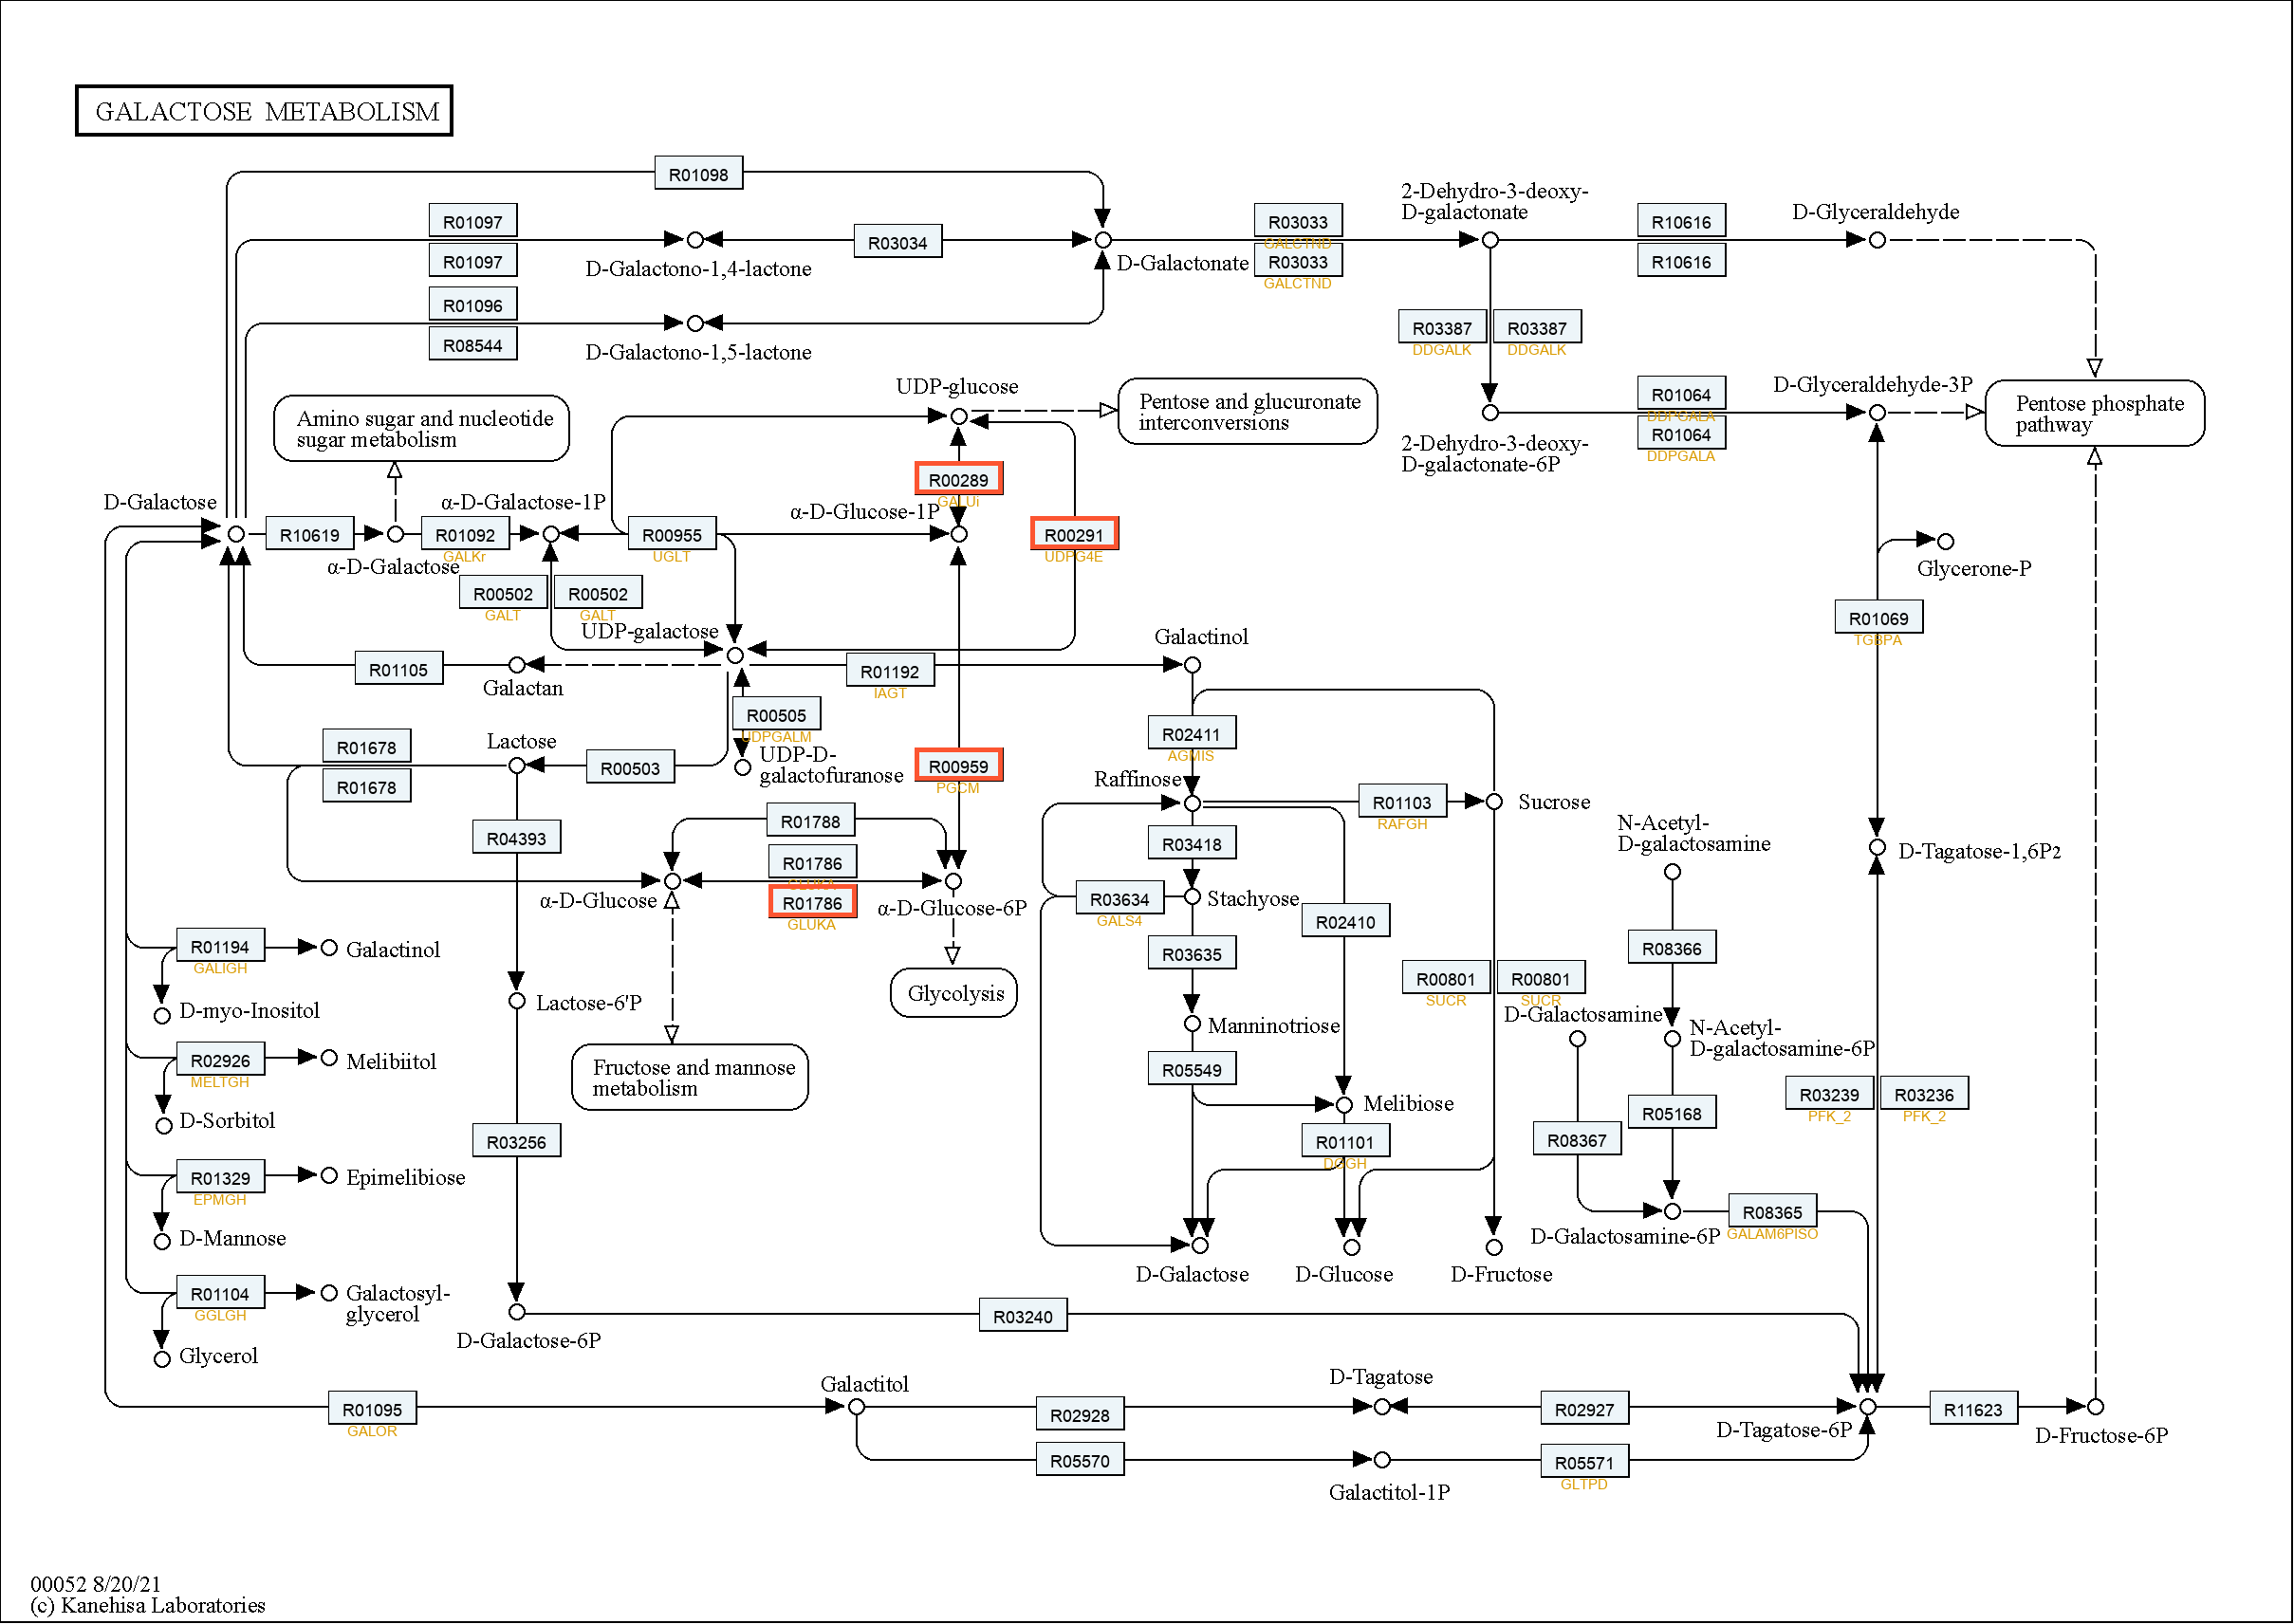 GALACTOSE METABOLISM
R01098
R01097
R01097
D-Galactono-1,4-lactone
R03034
D-Galactonate
R03033
GALCTND
R03033
GALCTND
2-Dehydro-3-deoxy-
D-galactonate
R10616
R10616
D-Glyceraldehyde
R01096
R08544
D-Galactono-1,5-lactone
R03387
DDGALK
R03387
DDGALK
UDP-glucose
Pentose and glucuronate
interconversions
Amino sugar and nucleotide
sugar metabolism
R01064
DDPGALA
R01064
DDPGALA
D-Glyceraldehyde-3P
Pentose phosphate
pathway
2-Dehydro-3-deoxy-
D-galactonate-6P
R00289
GALUi
D-Galactose
R10619
α-D-Galactose
R01092
GALKr
α-D-Galactose-1P
R00955
UGLT
α-D-Glucose-1P
R00291
UDPG4E
Glycerone-P
R00502
GALT
R00502
GALT
UDP-galactose
R01069
TGBPA
R01105
Galactan
R01192
IAGT
Galactinol
R00505
UDPGALM
UDP-D-
galactofuranose
R02411
AGMIS
R01678
R01678
Lactose
R00503
R00959
PGCM
Raffinose
R01103
RAFGH
Sucrose
R04393
R01788
R01786
R01786
GLUKA
α-D-Glucose
α-D-Glucose-6P
R03418
Stachyose
R03634
GALS4
R02410
N-Acetyl-
D-galactosamine
D-Tagatose-1,6P2
R01194
GALIGH
Galactinol
D-myo-Inositol
Lactose-6'P
Glycolysis
R03635
R00801
SUCR
R00801
SUCR
R08366
Manninotriose
D-Galactosamine
N-Acetyl-
D-galactosamine-6P
R02926
MELTGH
Melibiitol
D-Sorbitol
Fructose and mannose
metabolism
R05549
Melibiose
R03239
PFK_2
R03236
PFK_2
R05168
R03256
R01101
DGGH
R08367
R01329
EPMGH
Epimelibiose
D-Mannose
R08365
GALAM6PISO
D-Galactosamine-6P
D-Galactose
D-Glucose
D-Fructose
R01104
GGLGH
Galactosyl-
glycerol
Glycerol
D-Galactose-6P
R03240
R01095
GALOR
Galactitol
R02928
D-Tagatose
R02927
D-Tagatose-6P
R11623
D-Fructose-6P
R05570
Galactitol-1P
R05571
GLTPD
00052 8/20/21
(c) Kanehisa Laboratories